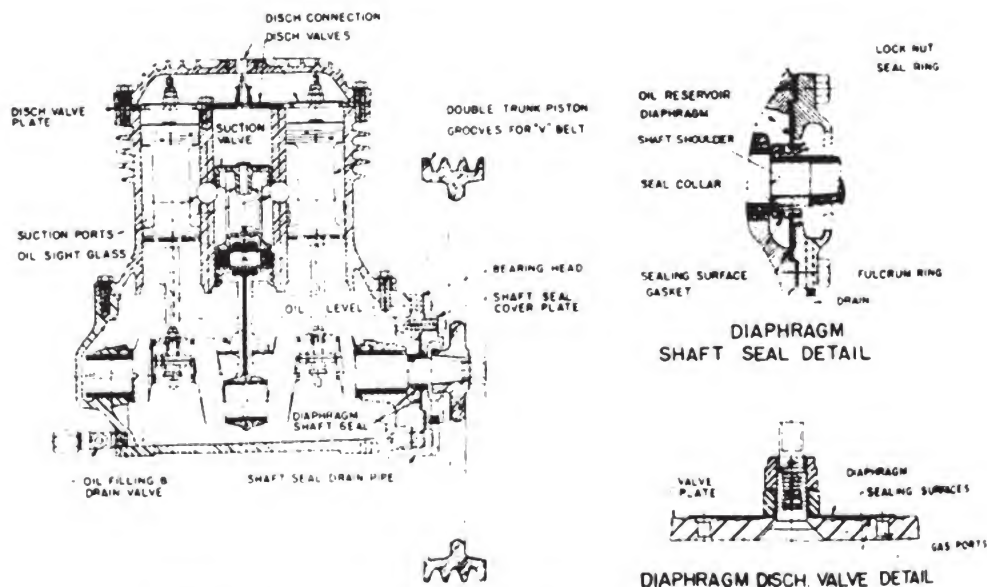 DISCH CONNECTION
DISCH VALVES
DISCH VALVE
PLATE
SUCTION
VALVE
DOUBLE TRUNK PISTON
GROOVES FOR "V" BELT
SUCTION PORTS
OIL SIGHT GLASS
BEARING HEAD
SHAFT SEAL
COVER PLATE
OIL LEVEL
DIAPHRAGM
SHAFT SEAL
OIL FILLING &
DRAIN VALVE
SHAFT SEAL DRAIN PIPE
LOCK NUT
SEAL RING
OIL RESERVOIR
DIAPHRAGM
SHAFT SHOULDER
SEAL COLLAR
SEALING SURFACE
GASKET
FULCRUM RING
DRAIN
DIAPHRAGM
SHAFT SEAL DETAIL
VALVE
PLATE
DIAPHRAGM
SEALING SURFACES
GAS PORTS
DIAPHRAGM DISCH. VALVE DETAIL